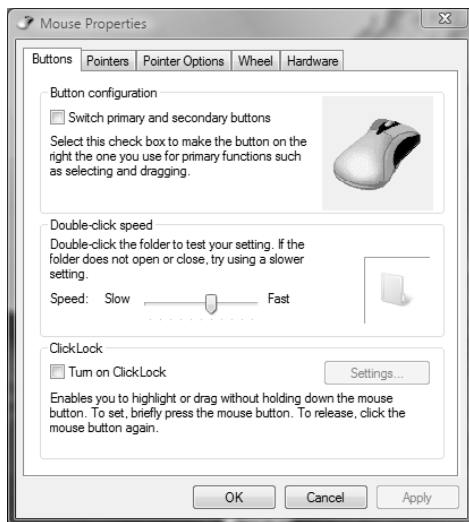 Mouse Properties
Buttons Pointers Pointer Options Wheel Hardware
Button configuration
Switch primary and secondary buttons
Select this check box to make the button on the
right the one you use for primary functions such
as selecting and dragging.
Double-click speed
Double-click the folder to test your setting. If the
folder does not open or close, try using a slower
setting.
Speed: Slow Fast
ClickLock
Turn on ClickLock Settings...
Enables you to highlight or drag without holding down the mouse
button. To set, briefly press the mouse button. To release, click the
mouse button again.
OK Cancel Apply